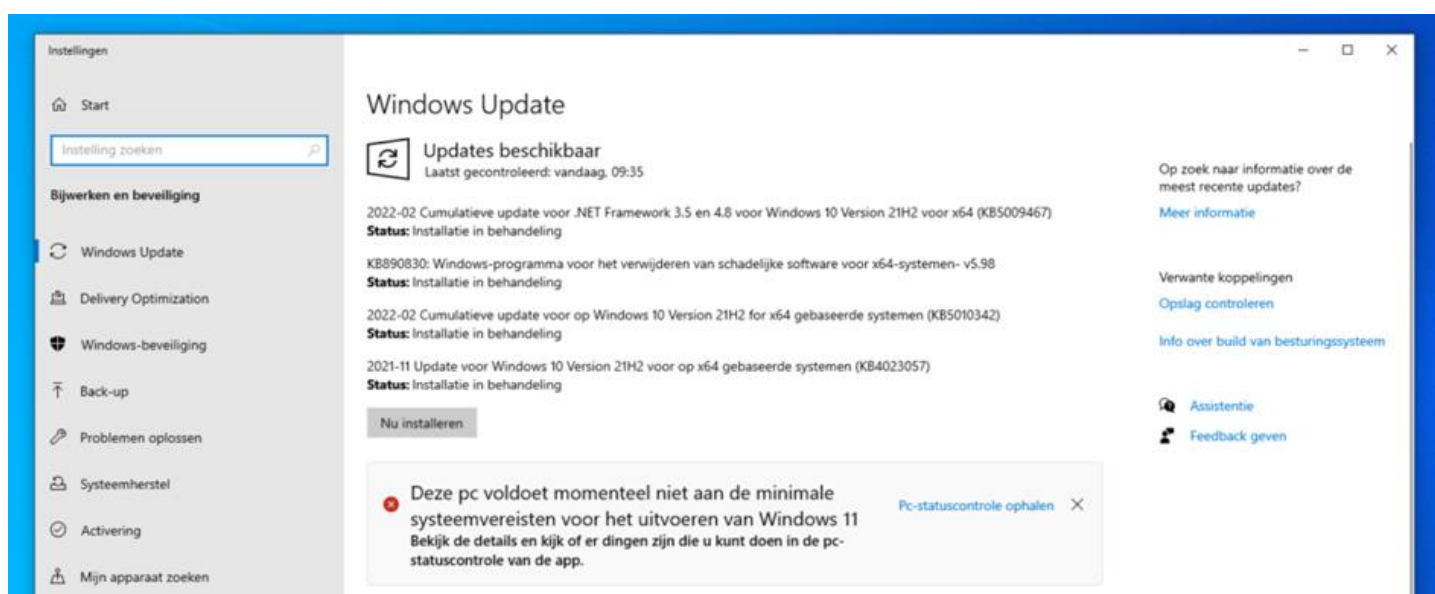 Instellingen
Start
Instelling zoeken
Bijwerken en beveiliging
Windows Update
Delivery Optimization
Windows-beveiliging
Back-up
Problemen oplossen
Systeemherstel
Activering
Mijn apparaat zoeken
Windows Update
Updates beschikbaar
Laatst gecontroleerd: vandaag, 09:35
2022-02 Cumulatieve update voor .NET Framework 3.5 en 4.8 voor Windows 10 Version 21H2 voor x64 (KB5009467)
Status: Installatie in behandeling
KB890830: Windows-programma voor het verwijderen van schadelijke software voor x64-systemen- v5.98
Status: Installatie in behandeling
2022-02 Cumulatieve update voor op Windows 10 Version 21H2 for x64 gebaseerde systemen (KB5010342)
Status: Installatie in behandeling
2021-11 Update voor Windows 10 Version 21H2 voor op x64 gebaseerde systemen (KB4023057)
Status: Installatie in behandeling
Nu installeren
Deze pc voldoet momenteel niet aan de minimale
systeemvereisten voor het uitvoeren van Windows 11
Bekijk de details en kijk of er dingen zijn die u kunt doen in de pc-
statuscontrole van de app.
Pc-statuscontrole ophalen
Op zoek naar informatie over de
meest recente updates?
Meer informatie
Verwante koppelingen
Opslag controleren
Info over build van besturingssysteem
Assistentie
Feedback geven